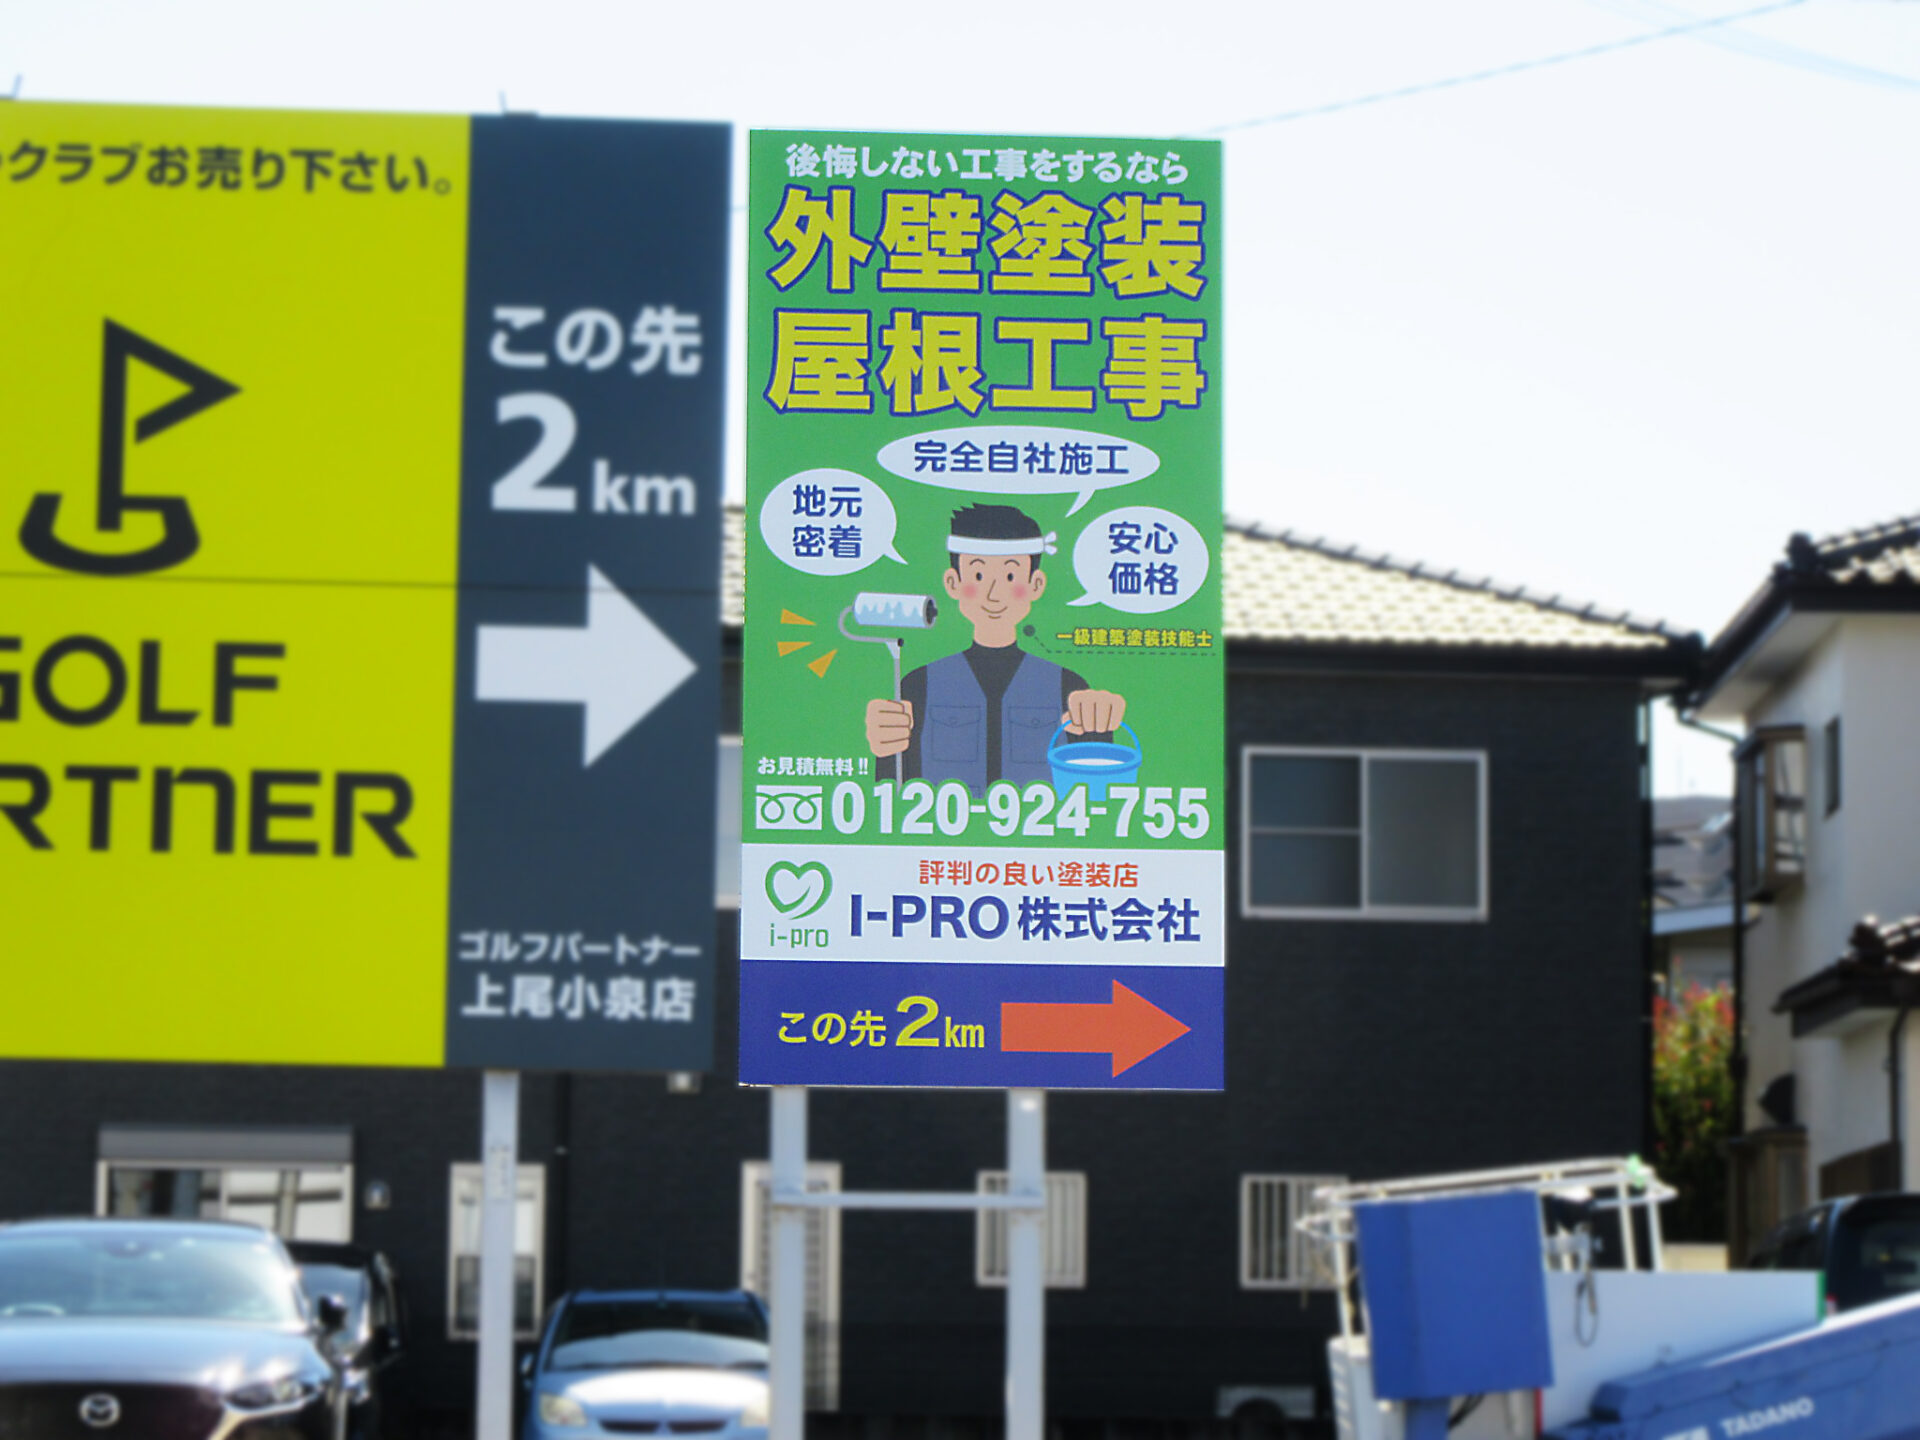 クラブお売り下さい。
GOLF
RTNER
この先
2km
ゴルフパートナー
上尾小泉店
後悔しない工事をするなら
外壁塗装
屋根工事
完全自社施工
地元
密着
安心
価格
一級建築塗装技能士
お見積無料!!
0120-924-755
評判の良い塗装店
i-pro
I-PRO株式会社
この先2km
TADANO